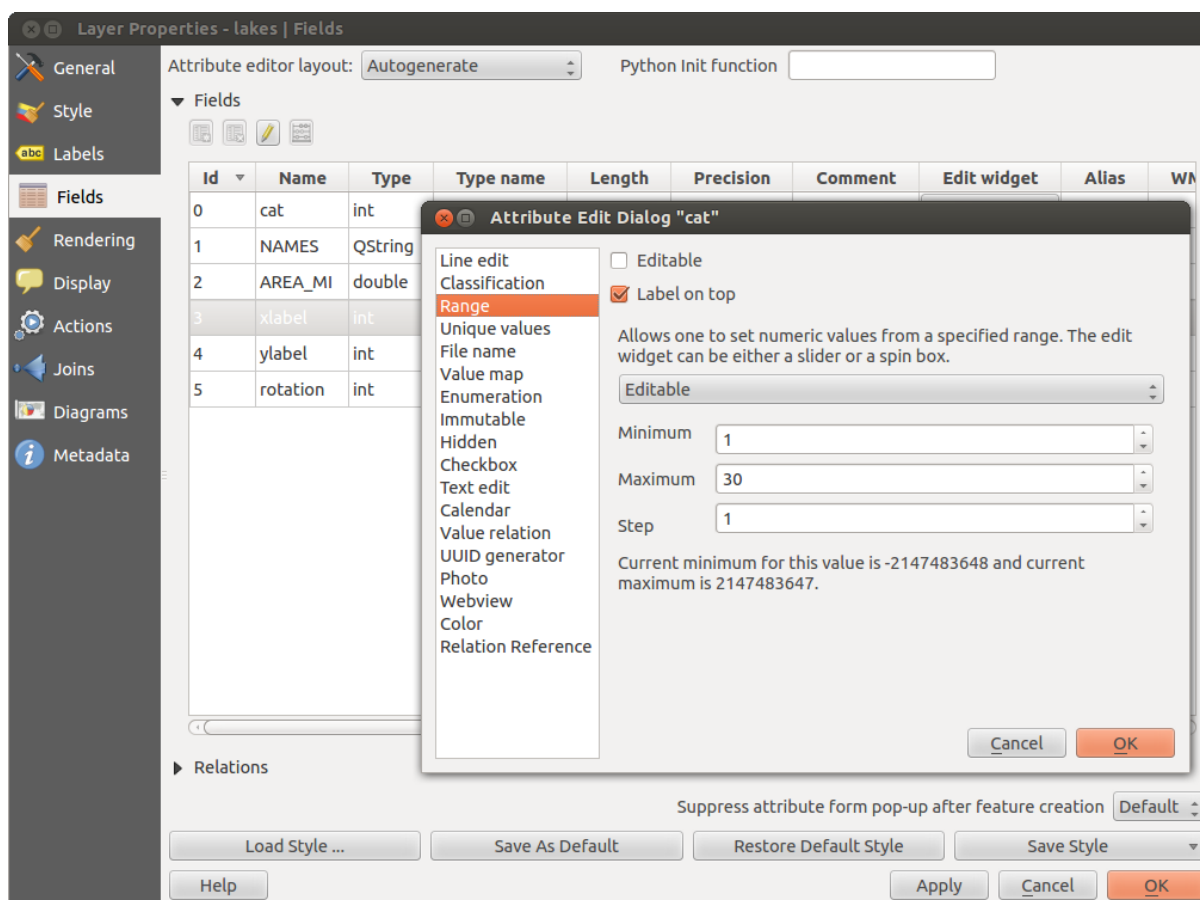 Layer Properties - lakes | Fields
General
Style
abc Labels
Fields
Rendering
Display
Actions
Joins
Diagrams
Metadata
Attribute editor layout: Autogenerate Python Init function
Fields
Id Name Type Type name Length Precision Comment Edit widget Alias
0 cat int
1 NAMES QString
2 AREA_MI double
3 xlabel int
4 ylabel int
5 rotation int
Attribute Edit Dialog "cat"
Line edit
Classification
Range
Unique values
File name
Value map
Enumeration
Immutable
Hidden
Checkbox
Text edit
Calendar
Value relation
UUID generator
Photo
Webview
Color
Relation Reference
Editable
Label on top
Allows one to set numeric values from a specified range. The edit
widget can be either a slider or a spin box.
Editable
Minimum 1
Maximum 30
Step 1
Current minimum for this value is -2147483648 and current
maximum is 2147483647.
Cancel OK
Relations
Suppress attribute form pop-up after feature creation Default
Load Style ... Save As Default Restore Default Style Save Style
Help Apply Cancel OK